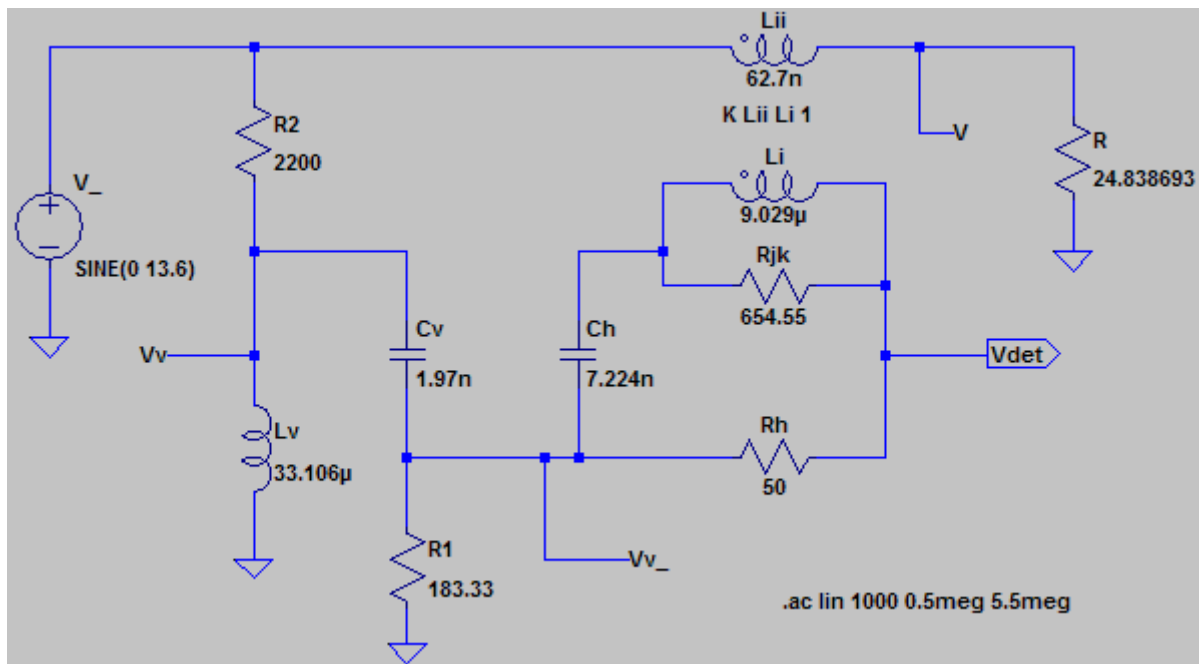 Lii
62.7n
K Lii Li 1
V
R
24.838693
R2
2200
V_
+
−
SINE(0 13.6)
Li
9.029µ
Rjk
654.55
Cv
1.97n
Ch
7.224n
Vv
Vdet
Lv
33.106µ
Rh
50
R1
183.33
Vv_
.ac lin 1000 0.5meg 5.5meg